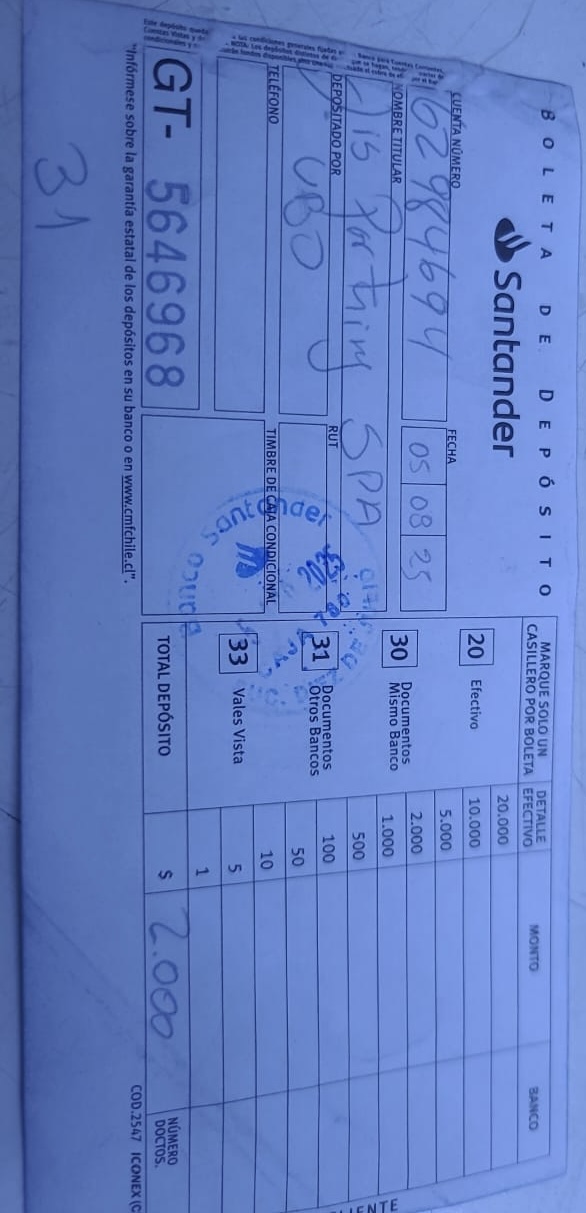 BOLETA DE DEPÓSITO
Santander
CUENTA NÚMERO
FECHA
62984694
05 08 25
NOMBRE TITULAR
SPA
DEPOSITADO POR
RUT
UBO
TELÉFONO
TIMBRE DE CAJA CONDICIONAL
Santander
GT- 5646968
"Infórmese sobre la garantía estatal de los depósitos en su banco o en www.cmfchile.cl".
31
MARQUE SOLO UN
CASILLERO POR BOLETA
20 Efectivo
30 Documentos
Mismo Banco
31 Documentos
Otros Bancos
33 Vales Vista
TOTAL DEPÓSITO $ 2.000
DETALLE
EFECTIVO
MONTO
BANCO
20.000
10.000
5.000
2.000
1.000
500
100
50
10
5
1
NÚMERO
DOCTOS.
COD.2547 ICONEX (C